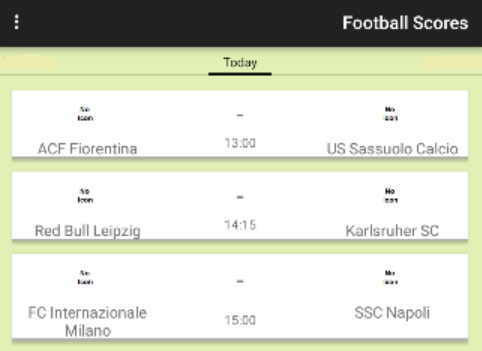 Football Scores
Today
No Icon - No Icon
ACF Fiorentina 13:00 US Sassuolo Calcio
No Icon - No Icon
Red Bull Leipzig 14:15 Karlsruher SC
No Icon - No Icon
FC Internazionale Milano 15:00 SSC Napoli